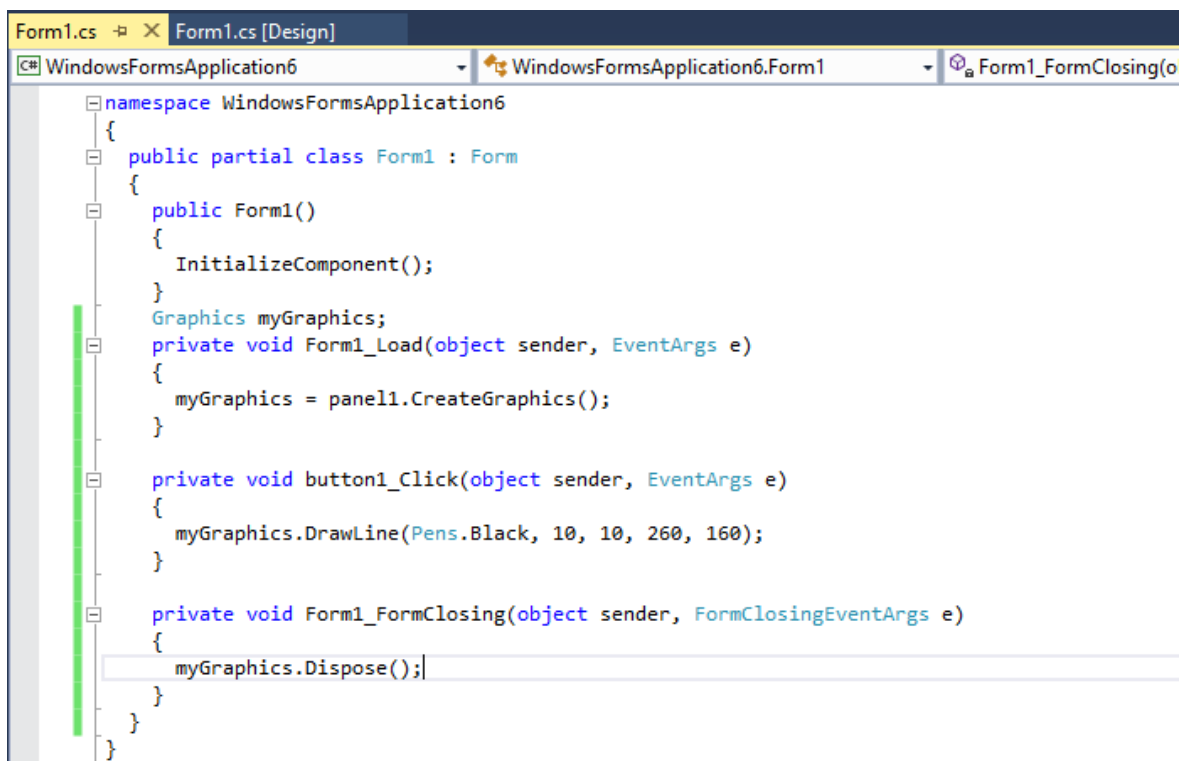 Form1.cs Form1.cs [Design]
C# WindowsFormsApplication6 WindowsFormsApplication6.Form1 Form1_FormClosing(o
namespace WindowsFormsApplication6
{
public partial class Form1 : Form
{
public Form1()
{
InitializeComponent();
}
Graphics myGraphics;
private void Form1_Load(object sender, EventArgs e)
{
myGraphics = panel1.CreateGraphics();
}
private void button1_Click(object sender, EventArgs e)
{
myGraphics.DrawLine(Pens.Black, 10, 10, 260, 160);
}
private void Form1_FormClosing(object sender, FormClosingEventArgs e)
{
myGraphics.Dispose();
}
}
}